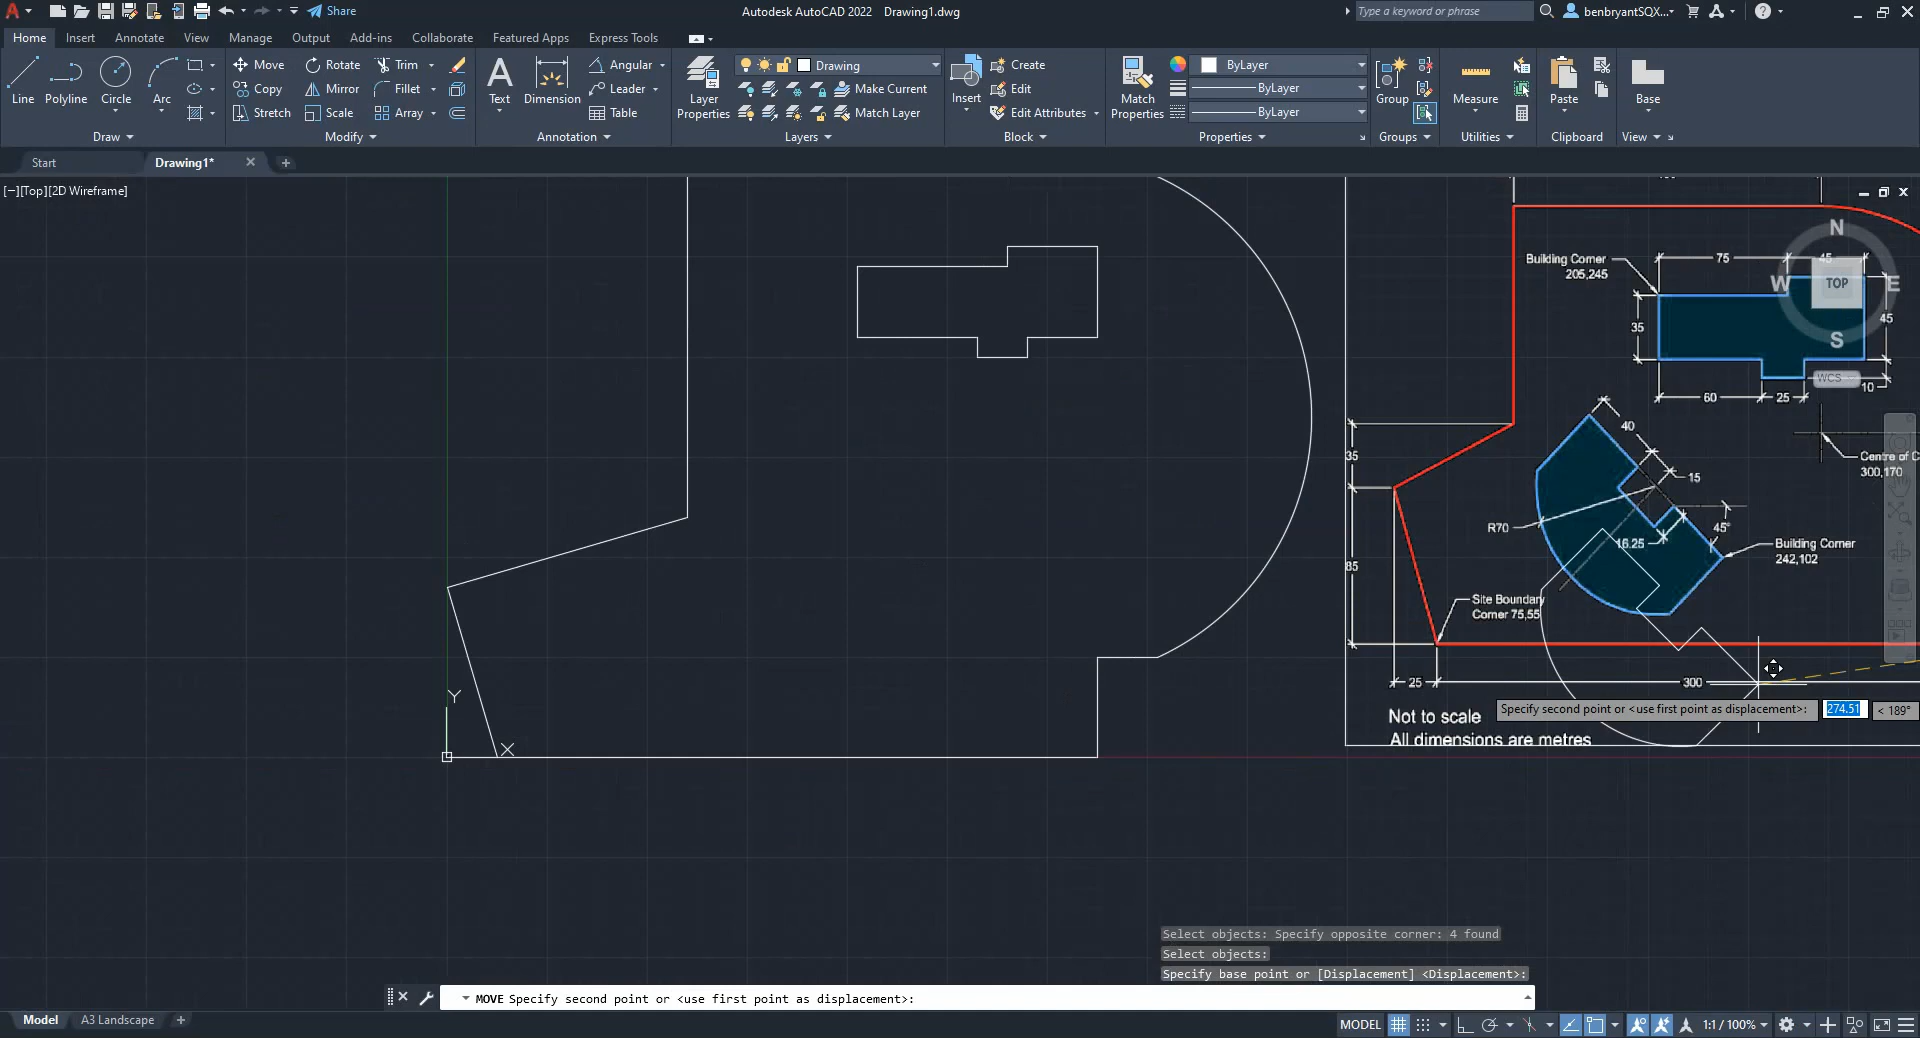 Share
Autodesk AutoCAD 2022 Drawing1.dwg
Type a keyword or phrase
benbryantSQX...
Home Insert Annotate View Manage Output Add-ins Collaborate Featured Apps Express Tools
Line
Polyline
Circle
Arc
Move
Copy
Stretch
Rotate
Mirror
Scale
Trim
Fillet
Array
Text
Dimension
Angular
Leader
Table
Layer
Properties
Drawing
Make Current
Match Layer
Insert
Create
Edit
Edit Attributes
Match
Properties
ByLayer
ByLayer
ByLayer
Group
Measure
Paste
Base
Draw Modify Annotation Layers Block Properties Groups Utilities Clipboard View
Start Drawing1*
[−][Top][2D Wireframe]
N
W TOP E
S
WCS
Building Corner
205,245
75
45
35
45
10
60
25
40
15
Centre of C
300,170
35
R70
45°
16.25
Building Corner
242,102
Site Boundary
Corner 75,55
25
300
Not to scale
All dimensions are metres
Y
X
Specify second point or <use first point as displacement>: 274.51 < 189°
Select objects: Specify opposite corner: 4 found
Select objects:
Specify base point or [Displacement] <Displacement>:
MOVE Specify second point or <use first point as displacement>:
Model A3 Landscape
MODEL
1:1 / 100%